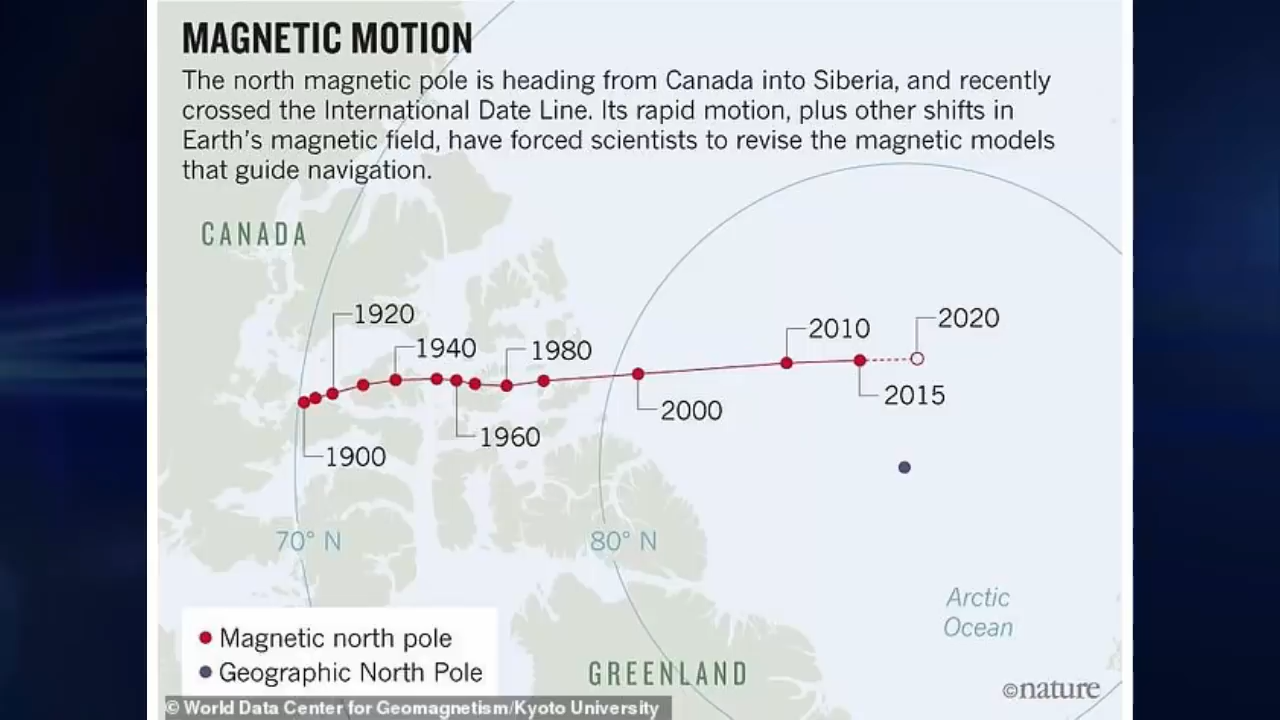 MAGNETIC MOTION
The north magnetic pole is heading from Canada into Siberia, and recently
crossed the International Date Line. Its rapid motion, plus other shifts in
Earth's magnetic field, have forced scientists to revise the magnetic models
that guide navigation.
CANADA
1920
1940
1980
2010
2020
2015
2000
1960
1900
70° N
80° N
Arctic
Ocean
Magnetic north pole
Geographic North Pole
GREENLAND
©nature
© World Data Center for Geomagnetism/Kyoto University